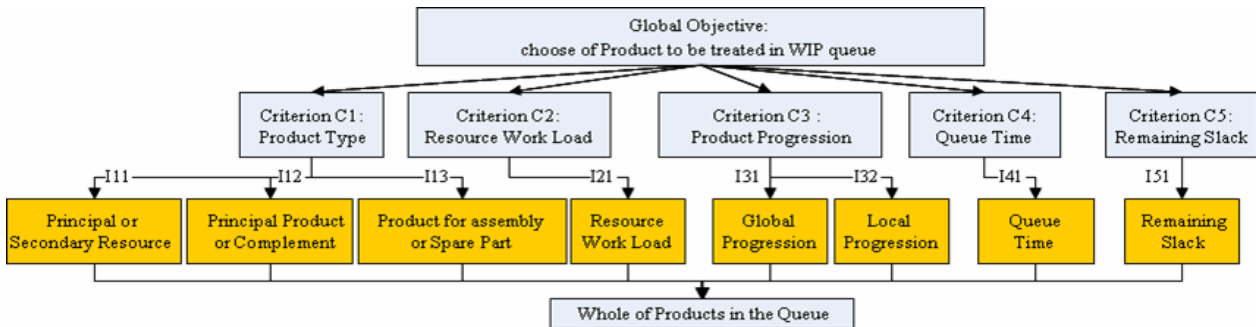 Global Objective:
choose of Product to be treated in WIP queue
Criterion C1:
Product Type
Criterion C2:
Resource Work Load
Criterion C3 :
Product Progression
Criterion C4:
Queue Time
Criterion C5:
Remaining Slack
I11
I12
I13
I21
I31
I32
I41
I51
Principal or
Secondary Resource
Principal Product
or Complement
Product for assembly
or Spare Part
Resource
Work Load
Global
Progression
Local
Progression
Queue
Time
Remaining
Slack
Whole of Products in the Queue